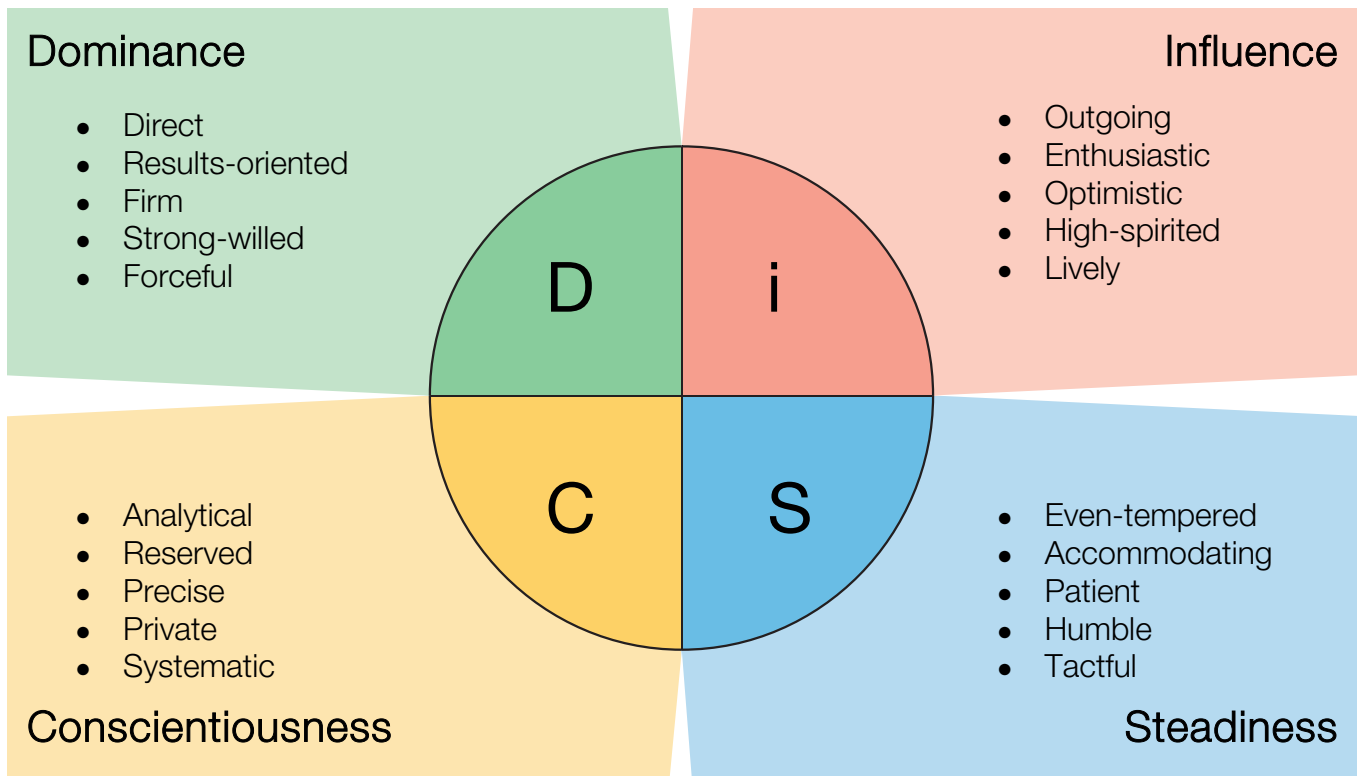 Dominance
● Direct
● Results-oriented
● Firm
● Strong-willed
● Forceful
Influence
● Outgoing
● Enthusiastic
● Optimistic
● High-spirited
● Lively
D
i
C
S
● Analytical
● Reserved
● Precise
● Private
● Systematic
Conscientiousness
● Even-tempered
● Accommodating
● Patient
● Humble
● Tactful
Steadiness